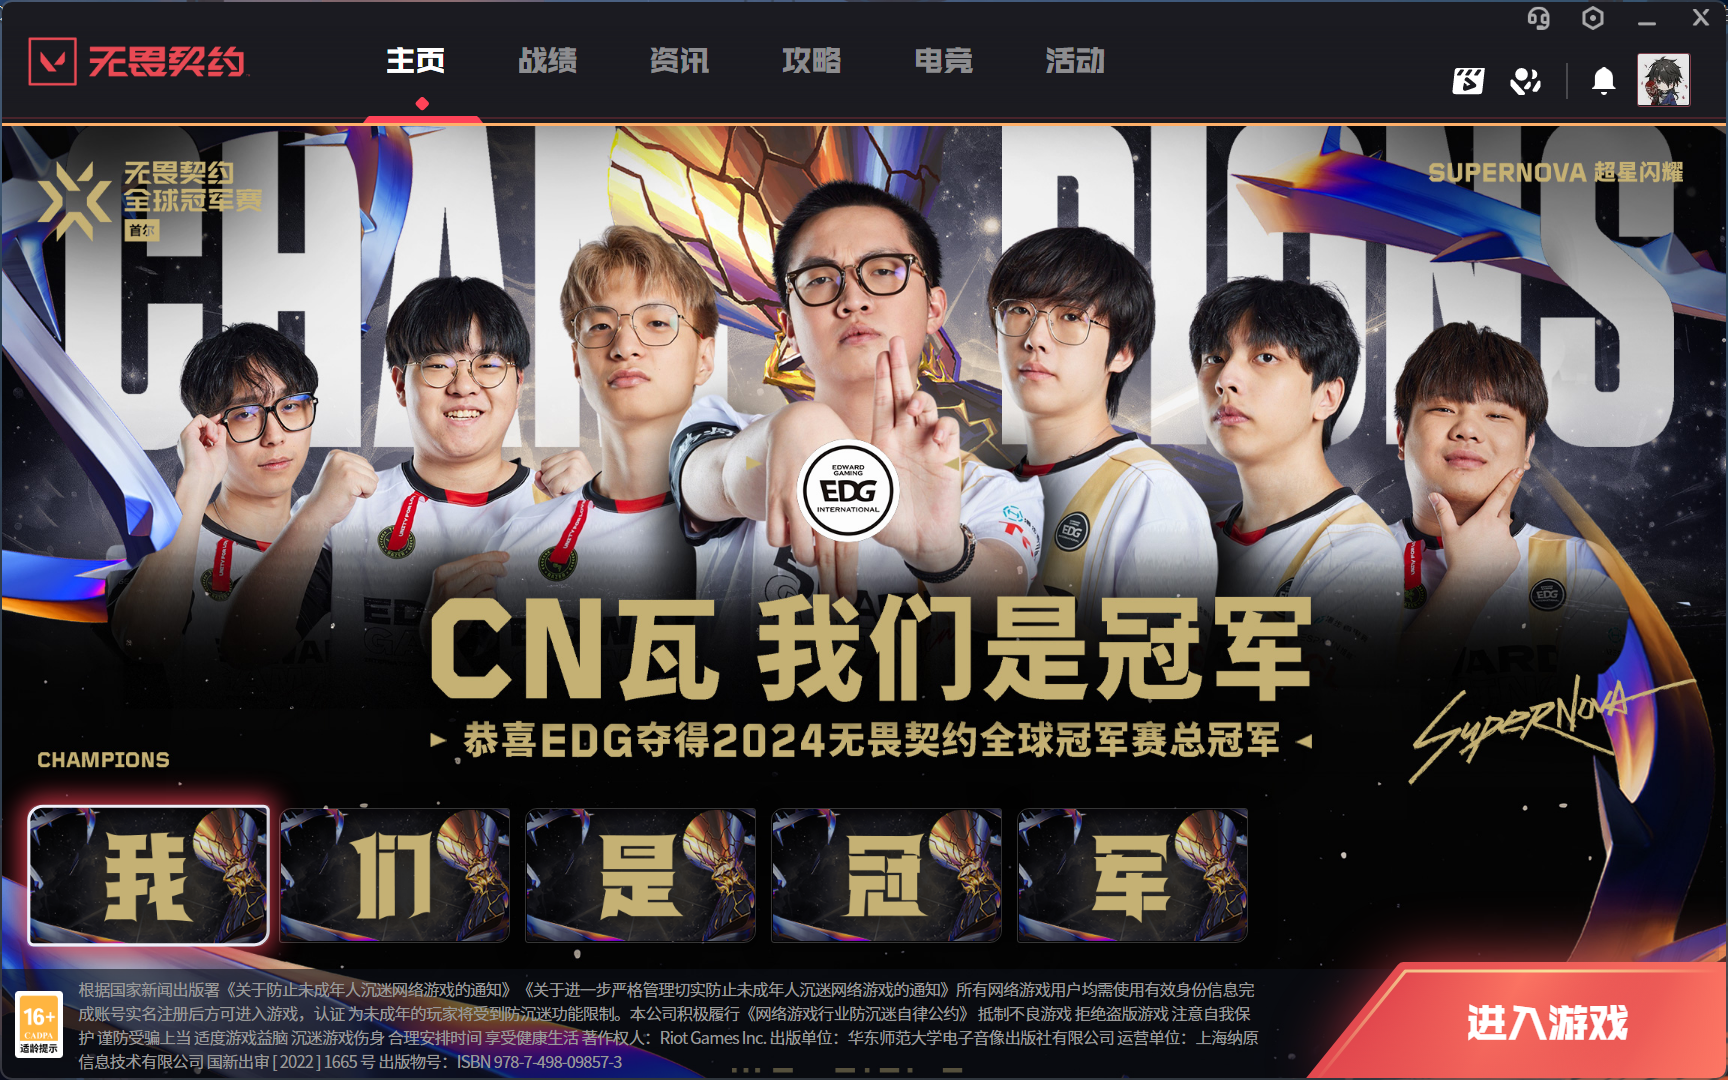 无畏契约
主页 战绩 资讯 攻略 电竞 活动
CHAMPIONS
无畏契约
全球冠军赛
首尔
SUPERNOVA 超星闪耀
EDWARD
GAMING
EDG
INTERNATIONAL
EDG
EDG
CN瓦 我们是冠军
恭喜EDG夺得2024无畏契约全球冠军赛总冠军
SUPERNOVA
CHAMPIONS
我 们 是 冠 军
16+
CADPA
适龄提示
根据国家新闻出版署《关于防止未成年人沉迷网络游戏的通知》《关于进一步严格管理切实防止未成年人沉迷网络游戏的通知》所有网络游戏用户均需使用有效身份信息完
成账号实名注册后方可进入游戏，认证为未成年的玩家将受到防沉迷功能限制。本公司积极履行《网络游戏行业防沉迷自律公约》 抵制不良游戏 拒绝盗版游戏 注意自我保
护 谨防受骗上当 适度游戏益脑 沉迷游戏伤身 合理安排时间 享受健康生活 著作权人：Riot Games Inc. 出版单位：华东师范大学电子音像出版社有限公司 运营单位：上海纳原
信息技术有限公司 国新出审 [ 2022 ] 1665 号 出版物号：ISBN 978-7-498-09857-3
进入游戏